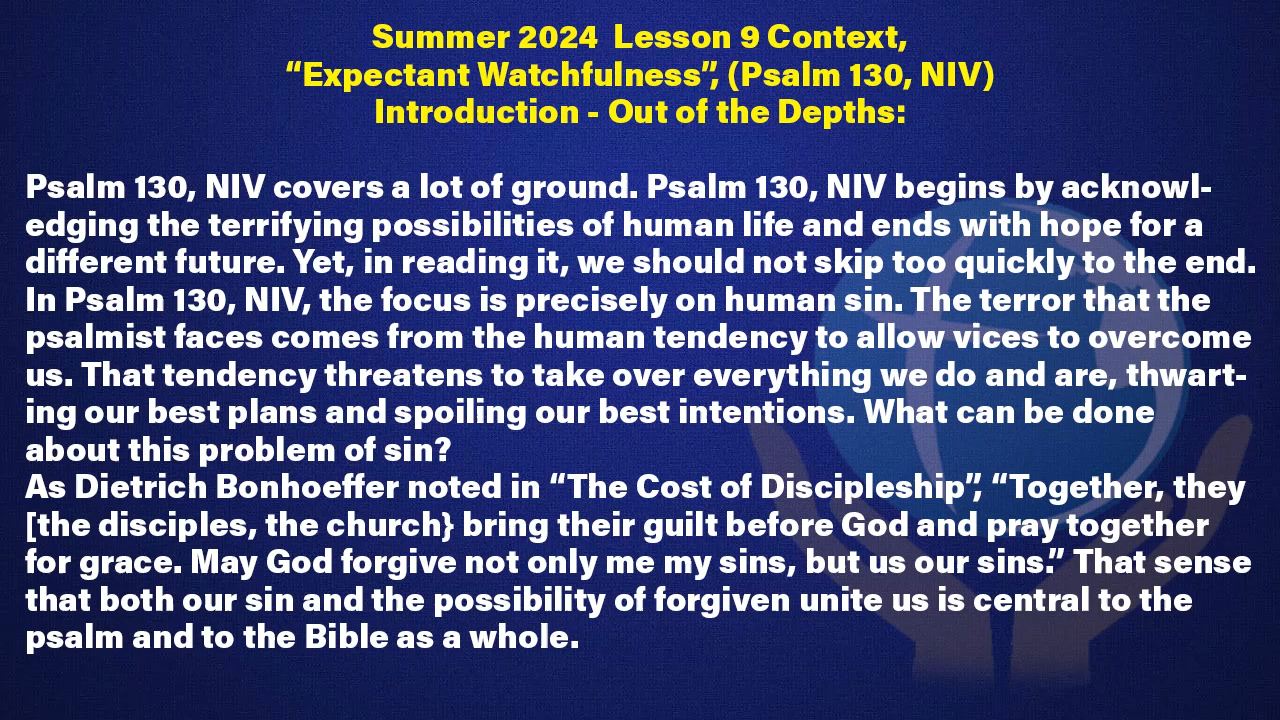 Summer 2024  Lesson 9 Context,
“Expectant Watchfulness”, (Psalm 130, NIV)
Introduction - Out of the Depths:
Psalm 130, NIV covers a lot of ground. Psalm 130, NIV begins by acknowl-
edging the terrifying possibilities of human life and ends with hope for a
different future. Yet, in reading it, we should not skip too quickly to the end.
In Psalm 130, NIV, the focus is precisely on human sin. The terror that the
psalmist faces comes from the human tendency to allow vices to overcome
us. That tendency threatens to take over everything we do and are, thwart-
ing our best plans and spoiling our best intentions. What can be done
about this problem of sin?
As Dietrich Bonhoeffer noted in “The Cost of Discipleship”, “Together, they
[the disciples, the church} bring their guilt before God and pray together
for grace. May God forgive not only me my sins, but us our sins.” That sense
that both our sin and the possibility of forgiven unite us is central to the
psalm and to the Bible as a whole.